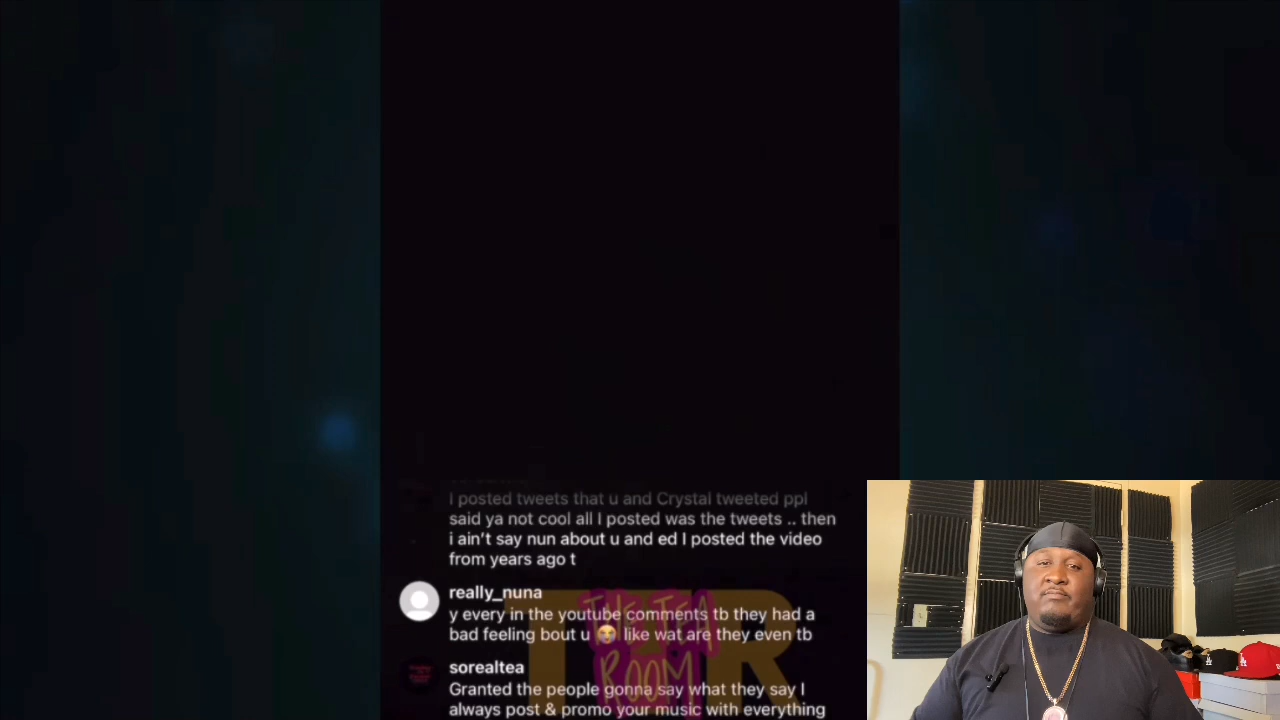 I posted tweets that u and Crystal tweeted ppl
said ya not cool all I posted was the tweets .. then
i ain't say nun about u and ed I posted the video
from years ago t
really_nuna
y every in the youtube comments tb they had a
bad feeling bout u 😭 like wat are they even tb
THE TEA
ROOM
sorealtea
Granted the people gonna say what they say I
always post & promo your music with everything